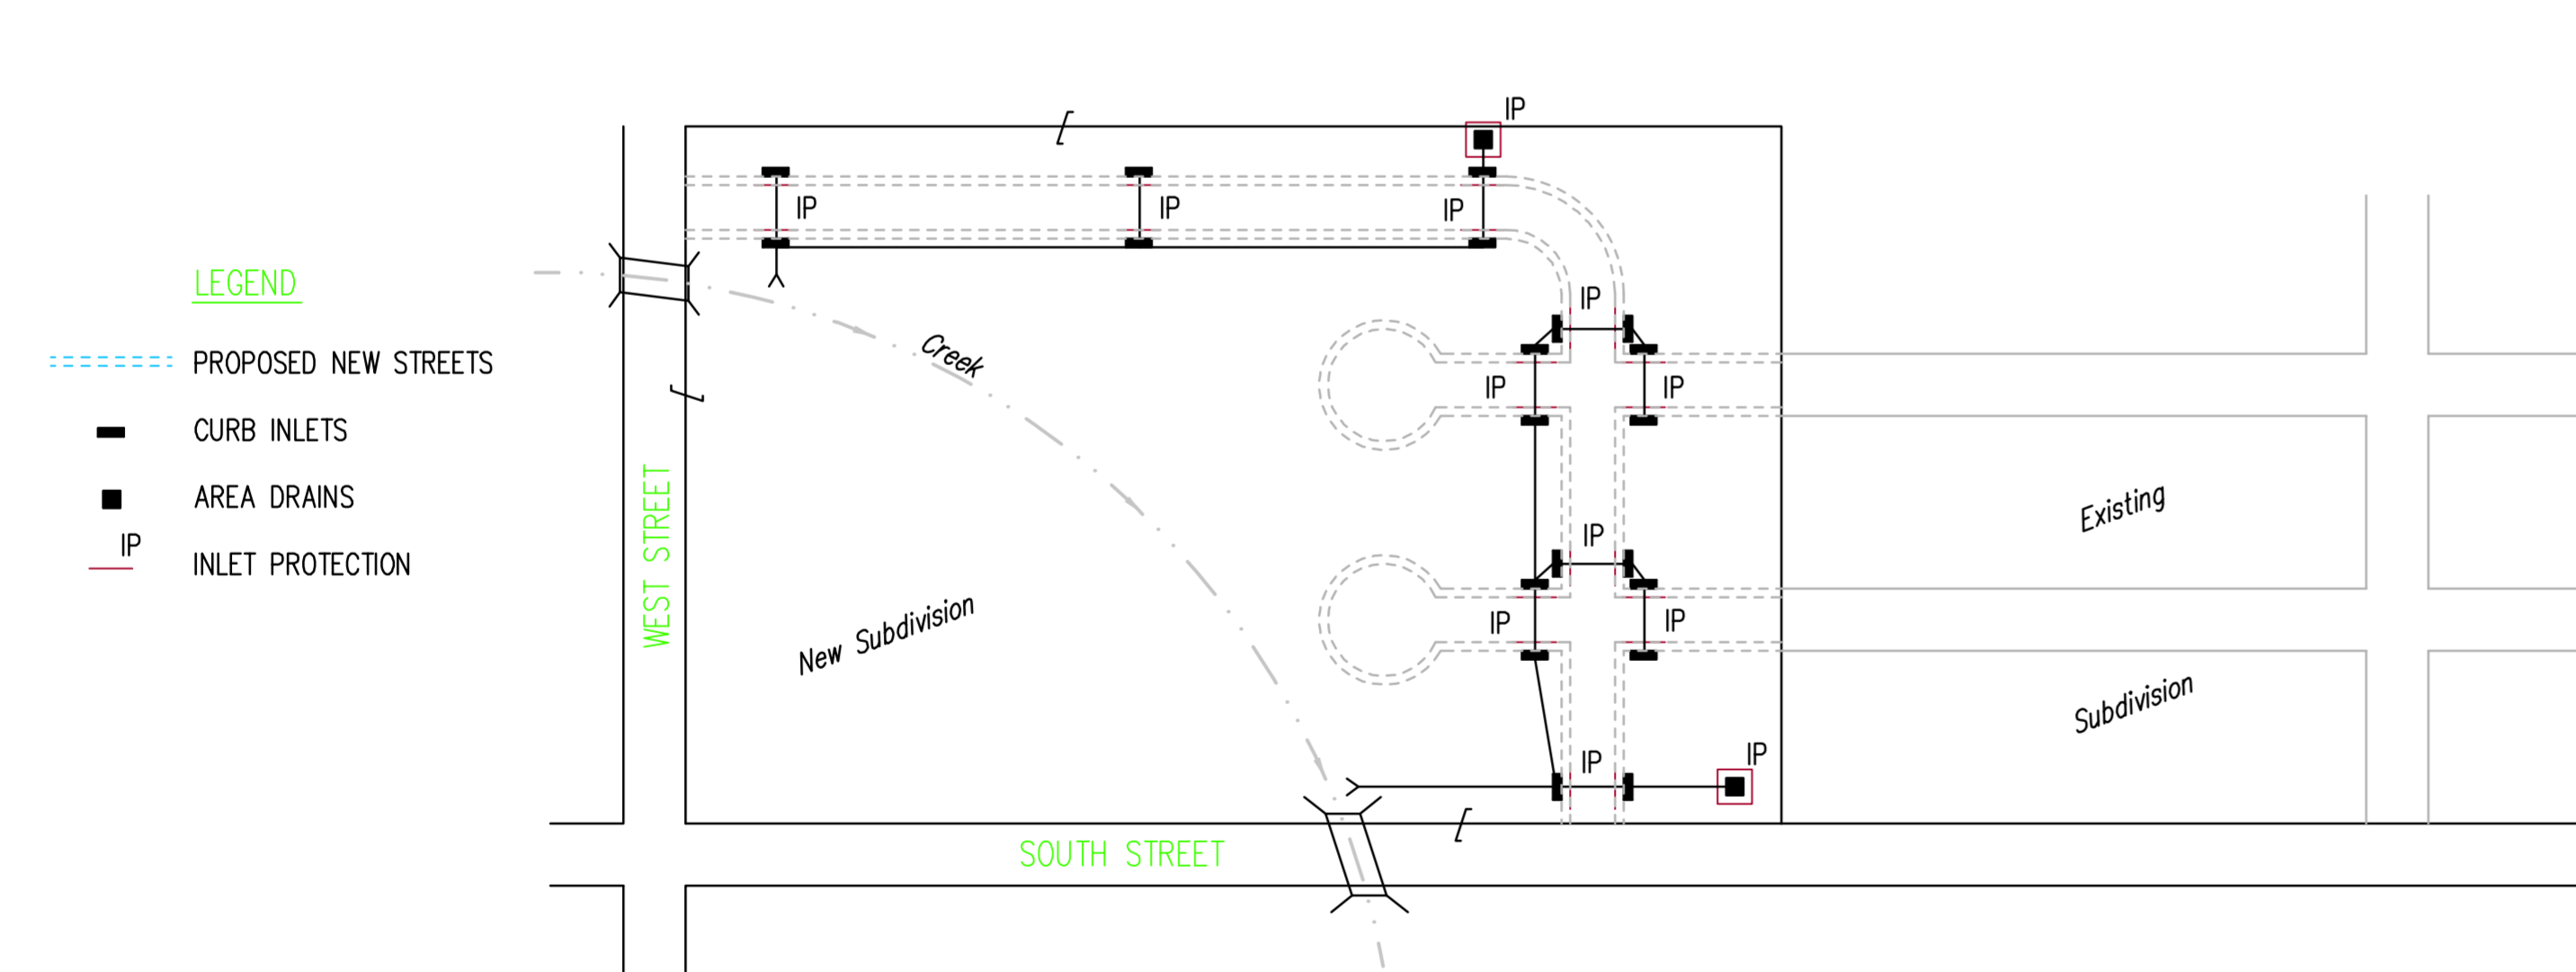 LEGEND
PROPOSED NEW STREETS
CURB INLETS
AREA DRAINS
IP
INLET PROTECTION
WEST STREET
SOUTH STREET
New Subdivision
Creek
IP
IP
IP
IP
IP
IP
IP
IP
IP
IP
IP
IP
Existing
Subdivision